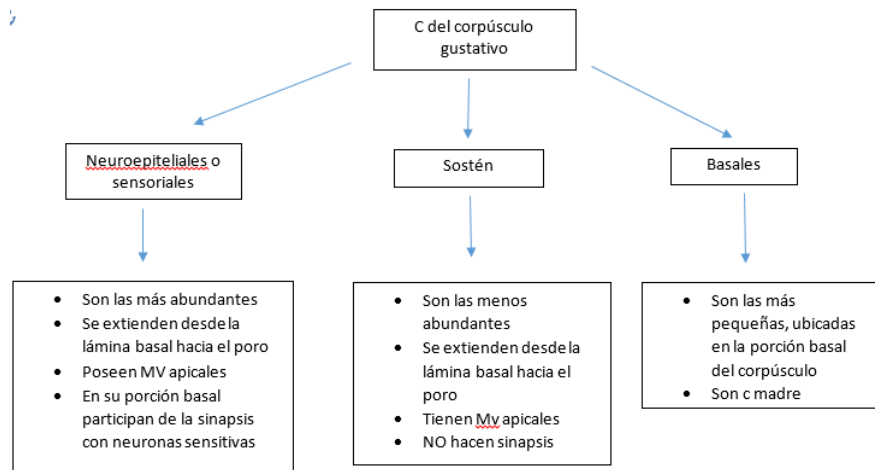 C del corpúsculo
gustativo
Neuroepiteliales o
sensoriales
Sostén
Basales
• Son las más abundantes
• Se extienden desde la
lámina basal hacia el poro
• Poseen MV apicales
• En su porción basal
participan de la sinapsis
con neuronas sensitivas
• Son las menos
abundantes
• Se extienden desde la
lámina basal hacia el
poro
• Tienen Mv apicales
• NO hacen sinapsis
• Son las más
pequeñas, ubicadas
en la porción basal
del corpúsculo
• Son c madre